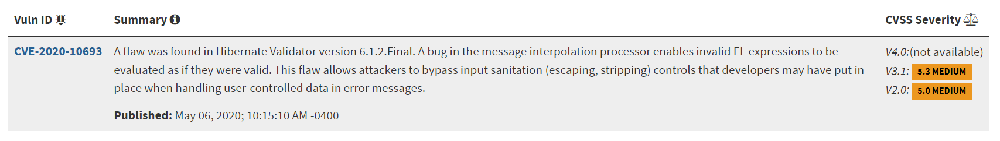 Vuln ID Summary CVSS Severity
CVE-2020-10693 A flaw was found in Hibernate Validator version 6.1.2.Final. A bug in the message interpolation processor enables invalid EL expressions to be V4.0:(not available)
evaluated as if they were valid. This flaw allows attackers to bypass input sanitation (escaping, stripping) controls that developers may have put in V3.1: 5.3 MEDIUM
place when handling user-controlled data in error messages. V2.0: 5.0 MEDIUM
Published: May 06, 2020; 10:15:10 AM -0400